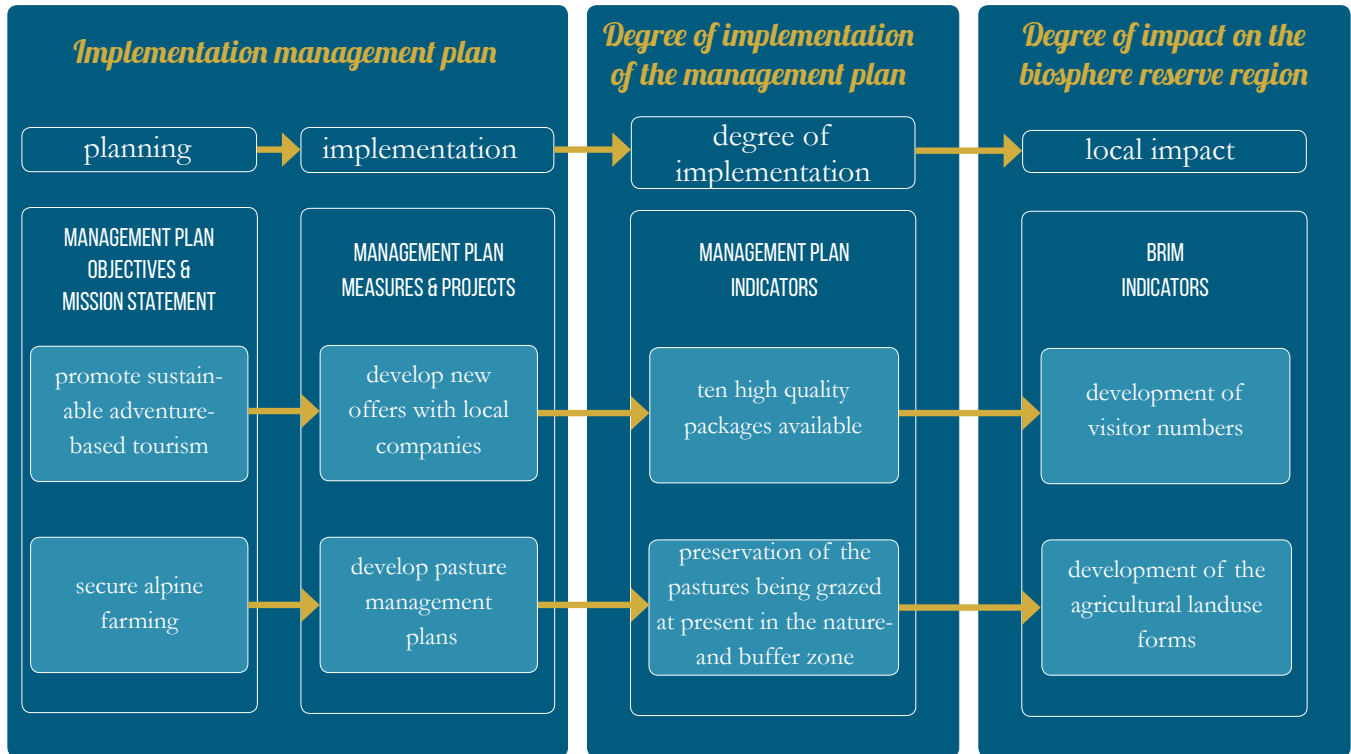 Implementation management plan
Degree of implementation
of the management plan
Degree of impact on the
biosphere reserve region
planning
implementation
degree of
implementation
local impact
MANAGEMENT PLAN
OBJECTIVES &
MISSION STATEMENT
MANAGEMENT PLAN
MEASURES & PROJECTS
MANAGEMENT PLAN
INDICATORS
BRIM
INDICATORS
promote sustain-
able adventure-
based tourism
develop new
offers with local
companies
ten high quality
packages available
development of
visitor numbers
secure alpine
farming
develop pasture
management
plans
preservation of the
pastures being grazed
at present in the nature-
and buffer zone
development of the
agricultural landuse
forms